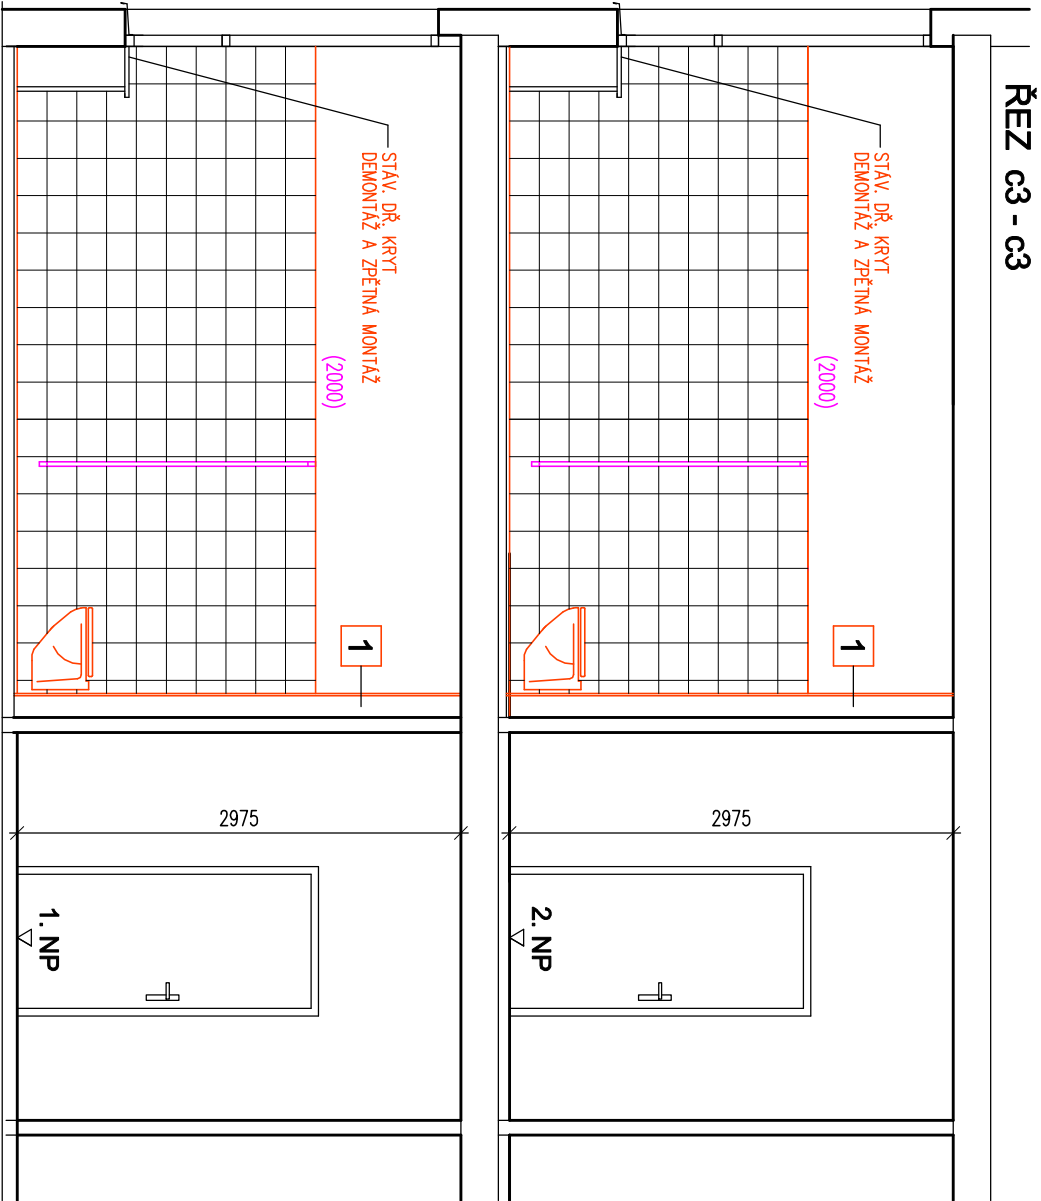 ŘEZ c3 - c3
STÁV. DŘ. KRYT
DEMONTÁŽ A ZPĚTNÁ MONTÁŽ
(2000)
1
2975
2. NP
STÁV. DŘ. KRYT
DEMONTÁŽ A ZPĚTNÁ MONTÁŽ
(2000)
1
2975
1. NP